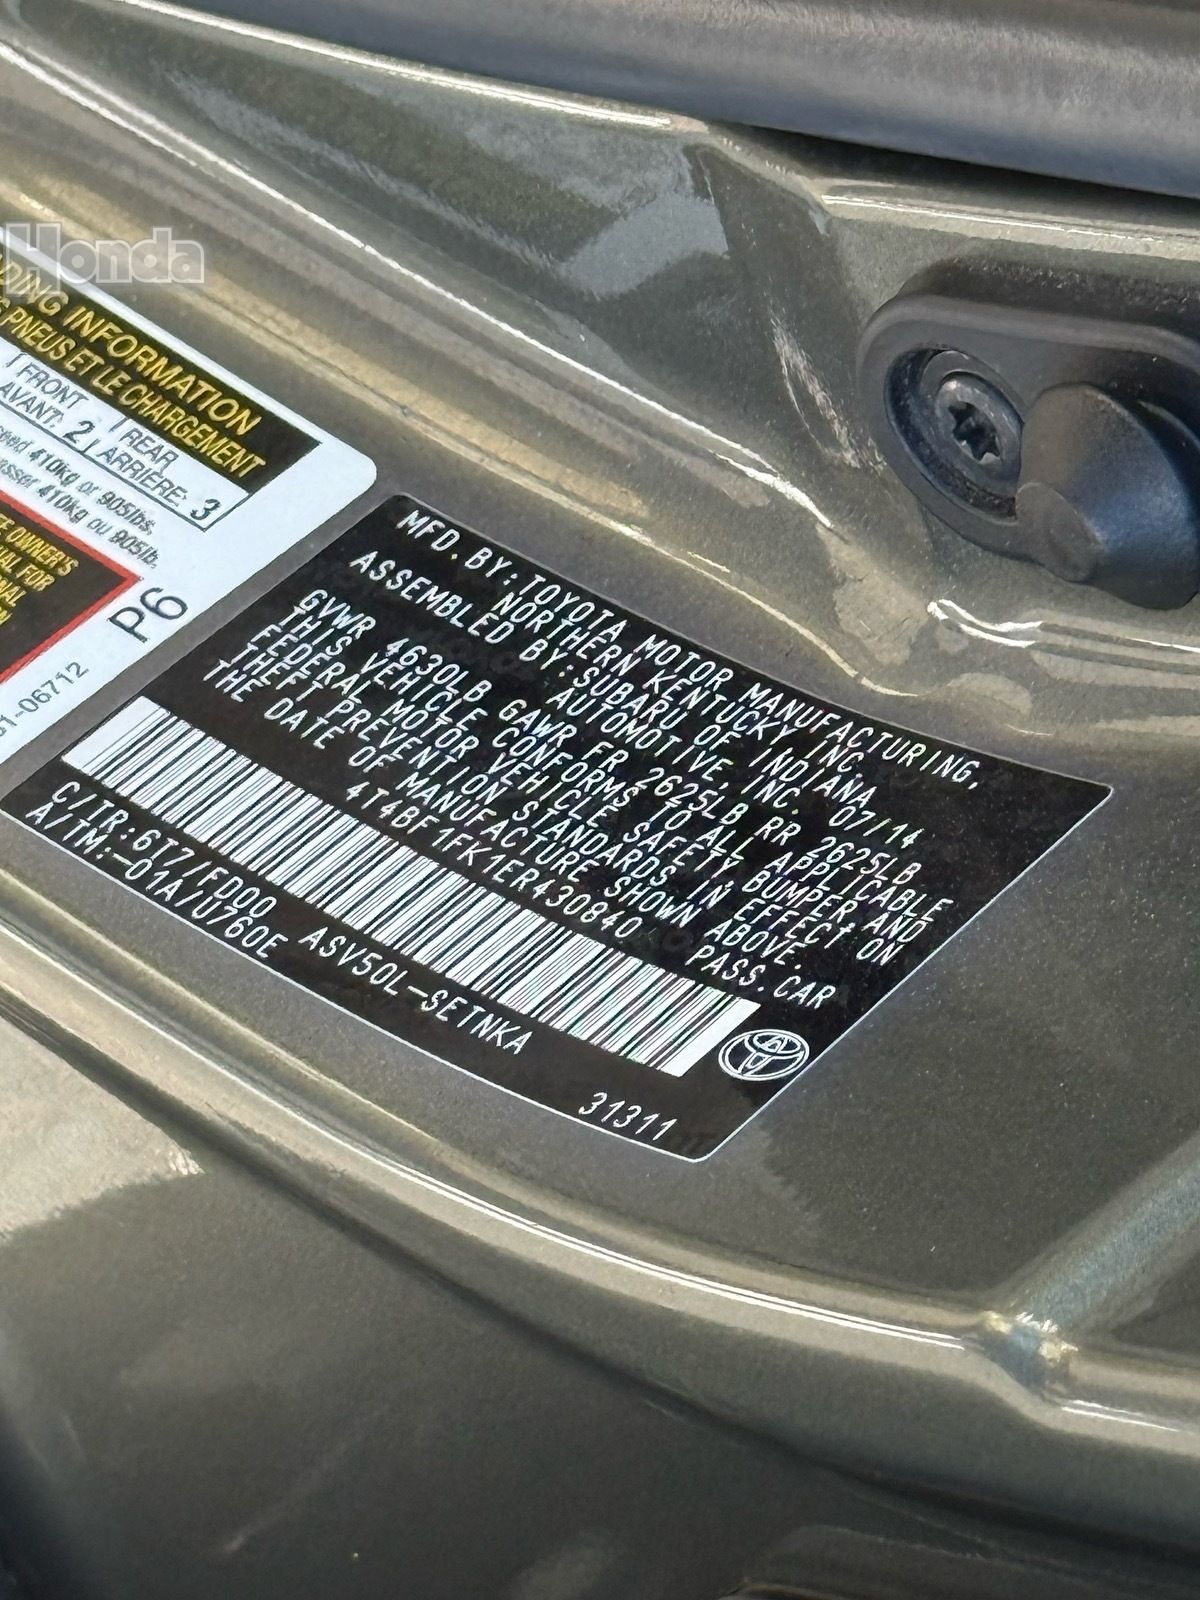 Honda
DING INFORMATION
S PNEUS ET LE CHARGEMENT
FRONT
AVANT: 2
REAR
ARRIÈRE: 3
410kg or 905lbs.
410kg ou 905lb.
OWNER'S
FOR
P6
06712
MFD. BY: TOYOTA MOTOR MANUFACTURING,
NORTHERN KENTUCKY INC.
ASSEMBLED BY: SUBARU OF INDIANA
AUTOMOTIVE, INC. 07/14
GVWR 4630LB GAWR FR 2625LB RR 2625LB
THIS VEHICLE CONFORMS TO ALL APPLICABLE
FEDERAL MOTOR VEHICLE SAFETY, BUMPER AND
THEFT PREVENTION STANDARDS IN EFFECT ON
THE DATE OF MANUFACTURE SHOWN ABOVE.
4T4BF1FK1ER430840 PASS.CAR
C/TR:6T7/FD00 ASV50L-SETNKA
A/TM:-01A/U760E
31311